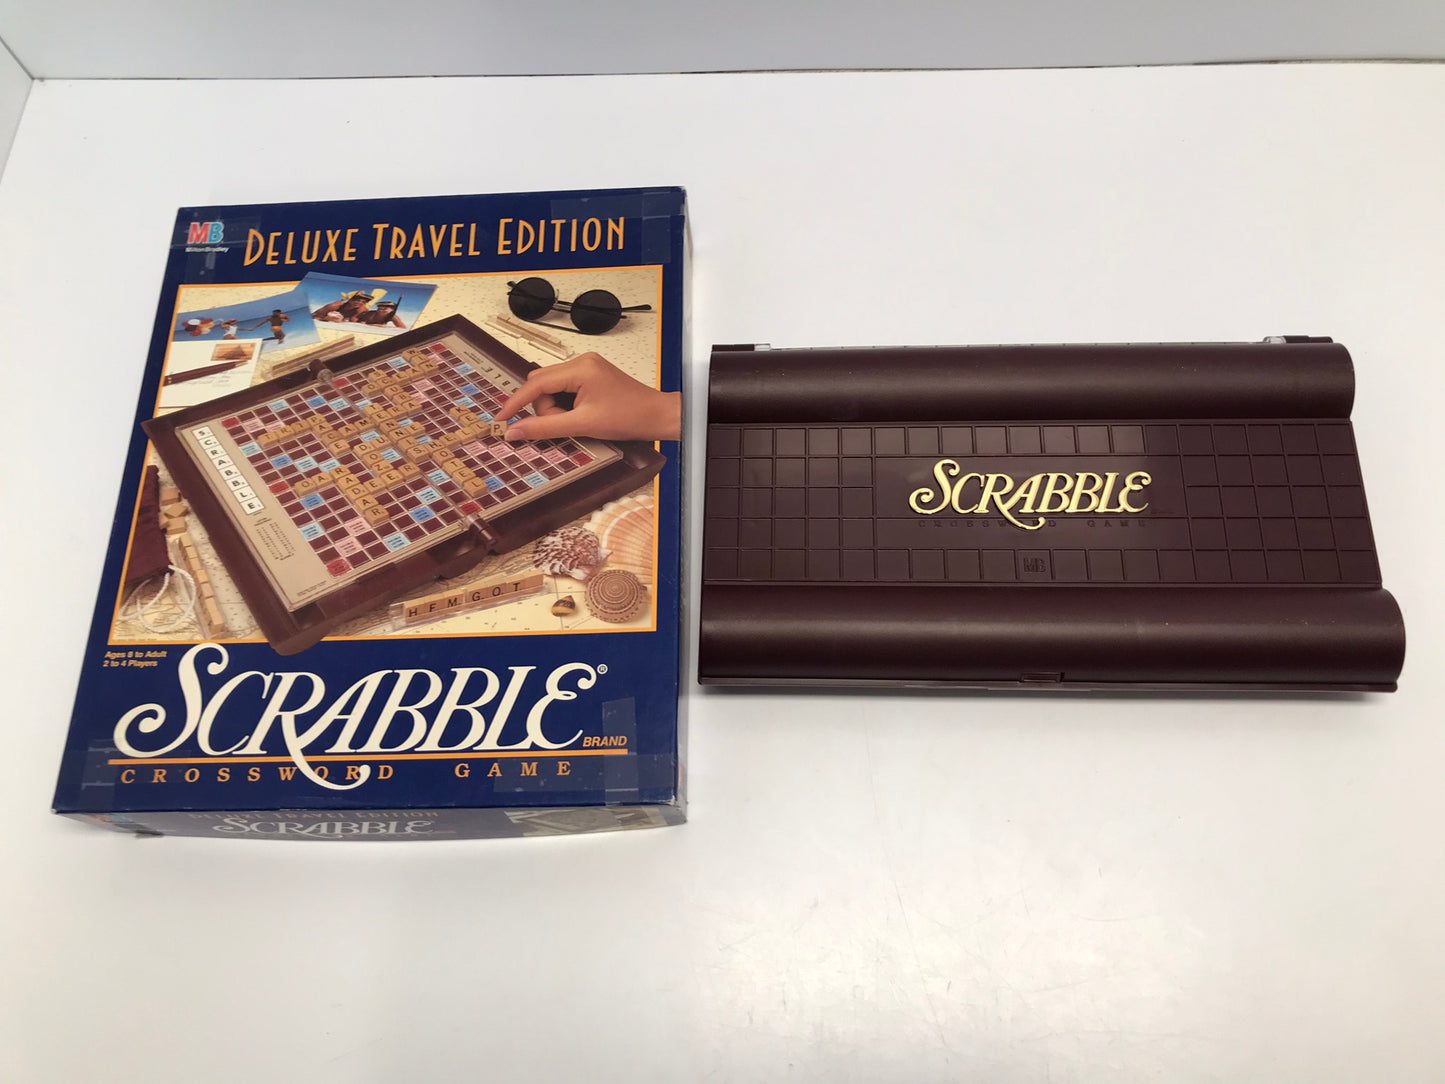 MB
Milton Bradley
DELUXE TRAVEL EDITION
SCRABBLE
H F M G O T
Ages 8 to Adult
2 to 4 Players
SCRABBLE®
BRAND
CROSSWORD GAME
DELUXE TRAVEL EDITION
SCRABBLE
SCRABBLE
CROSSWORD GAME
MB